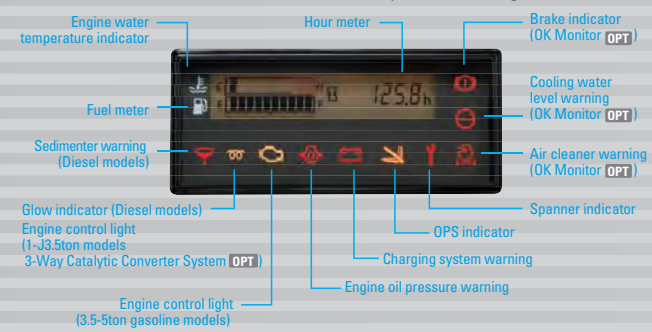 Engine water
temperature indicator
Hour meter
Brake indicator
(OK Monitor OPT)
C H 125.8h
E F
Fuel meter
Cooling water
level warning
(OK Monitor OPT)
Sedimenter warning
(Diesel models)
Air cleaner warning
(OK Monitor OPT)
Glow indicator (Diesel models)
Spanner indicator
Engine control light
(1-J3.5ton models
3-Way Catalytic Converter System OPT)
OPS indicator
Charging system warning
Engine oil pressure warning
Engine control light
(3.5-5ton gasoline models)